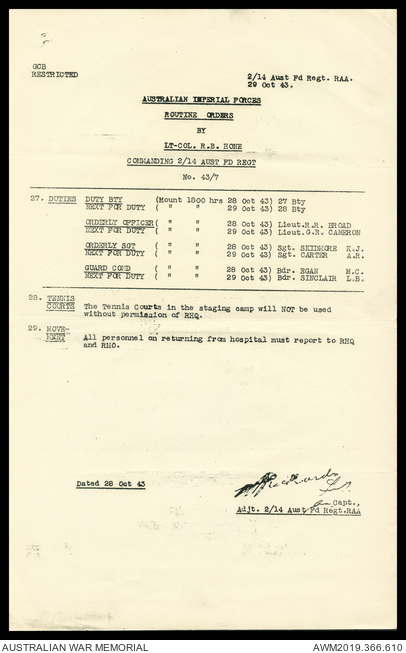 GCB
RESTRICTED
2/14 Aust Fd Regt. RAA.
29 Oct 43.
AUSTRALIAN IMPERIAL FORCES
ROUTINE ORDERS
BY
LT-COL. R.B. HONE
COMMANDING 2/14 AUST FD REGT
No. 43/7
27. DUTIES DUTY BTY (Mount 1800 hrs 28 Oct 43) 27 Bty
NEXT FOR DUTY ( " " 29 Oct 43) 28 Bty
ORDERLY OFFICER( " " 28 Oct 43) Lieut.R.R. BROAD
NEXT FOR DUTY ( " " 29 Oct 43) Lieut.G.R. CAMERON
ORDERLY SGT ( " " 28 Oct 43) Sgt. SKIDMORE K.J.
NEXT FOR DUTY ( " " 29 Oct 43) Sgt. CARTER A.R.
GUARD COMD ( " " 28 Oct 43) Bdr. EGAN M.C.
NEXT FOR DUTY ( " " 29 Oct 43) Bdr. SINCLAIR L.B.
28. TENNIS
COURTS The Tennis Courts in the staging camp will NOT be used
without permission of RHQ.
29. MOVE-
MENT All personnel on returning from hospital must report to RHQ
and RMO.
Dated 28 Oct 43
Capt.,
Adjt. 2/14 Aust Fd Regt.RAA
AUSTRALIAN WAR MEMORIAL
AWM2019.366.610